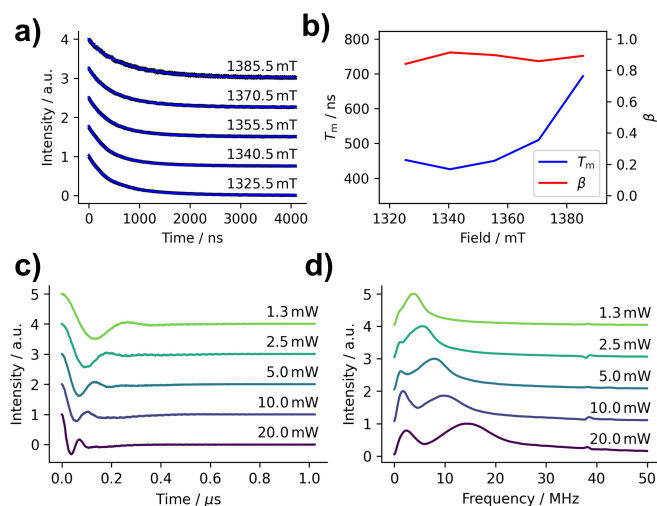 a)
4
3
2
1
0
Intensity / a.u.
1385.5 mT
1370.5 mT
1355.5 mT
1340.5 mT
1325.5 mT
0 1000 2000 3000 4000
Time / ns
b)
800
700
600
500
400
Tm / ns
1.0
0.8
0.6
0.4
0.2
0.0
β
Tm
β
1320 1340 1360 1380
Field / mT
c)
5
4
3
2
1
0
Intensity / a.u.
1.3 mW
2.5 mW
5.0 mW
10.0 mW
20.0 mW
0.0 0.2 0.4 0.6 0.8 1.0
Time / μs
d)
5
4
3
2
1
0
Intensity / a.u.
1.3 mW
2.5 mW
5.0 mW
10.0 mW
20.0 mW
0 10 20 30 40 50
Frequency / MHz